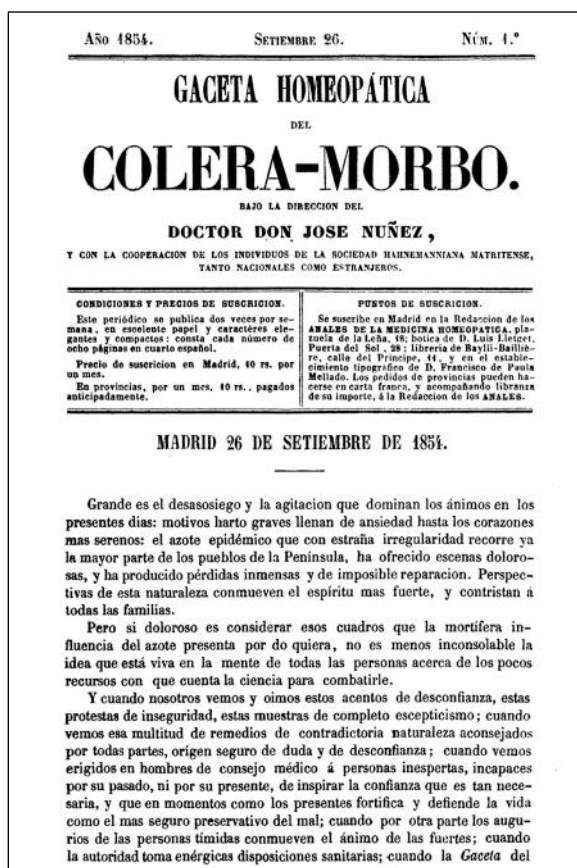 Año 1854. SETIEMBRE 26. NÚM. 1.°
GACETA HOMEOPÁTICA
DEL
COLERA-MORBO.
BAJO LA DIRECCION DEL
DOCTOR DON JOSE NUÑEZ,
Y CON LA COOPERACION DE LOS INDIVIDUOS DE LA SOCIEDAD HAHNEMANNIANA MATRITENSE,
TANTO NACIONALES COMO ESTRANJEROS.
CONDICIONES Y PRECIOS DE SUSCRICION.
Este periódico se publica dos veces por se-
mana, en escelente papel y caractéres ele-
gantes y compactos: consta cada número de
ocho páginas en cuarto español.
Precio de suscricion en Madrid, 10 rs. por
un mes.
En provincias, por un mes, 10 rs., pagados
anticipadamente.
PUNTOS DE SUSCRICION.
Se suscribe en Madrid en la Redaccion de los
ANALES DE LA MEDICINA HOMEOPATICA, pla-
zuela de la Leña, 18; botica de D. Luis Lletget,
Puerta del Sol, 28; libreria de Baylli-Bailliè-
re, calle del Principe, 11, y en el estable-
cimiento tipográfico de D. Francisco de Paula
Mellado. Los pedidos de provincias pueden ha-
cerse en carta franca, y acompañando libranza
de su importe, á la Redaccion de los ANALES.
MADRID 26 DE SETIEMBRE DE 1854.
Grande es el desasosiego y la agitacion que dominan los ánimos en los
presentes dias: motivos harto graves llenan de ansiedad hasta los corazones
mas serenos: el azote epidémico que con estraña irregularidad recorre ya
la mayor parte de los pueblos de la Península, ha ofrecido escenas doloro-
sas, y ha producido pérdidas inmensas y de imposible reparacion. Perspec-
tivas de esta naturaleza conmueven el espíritu mas fuerte, y contristan á
todas las familias.
Pero si doloroso es considerar esos cuadros que la mortífera in-
fluencia del azote presenta por do quiera, no es menos inconsolable la
idea que está viva en la mente de todas las personas acerca de los pocos
recursos con que cuenta la ciencia para combatirle.
Y cuando nosotros vemos y oimos estos acentos de desconfianza, estas
protestas de inseguridad, estas muestras de completo escepticismo; cuando
vemos esa multitud de remedios de contradictoria naturaleza aconsejados
por todas partes, orígen seguro de duda y de desconfianza; cuando vemos
erigidos en hombres de consejo médico á personas inespertas, incapaces
por su pasado, ni por su presente, de inspirar la confianza que es tan nece-
saria, y que en momentos como los presentes fortifica y defiende la vida
como el mas seguro preservativo del mal; cuando por otra parte los augu-
rios de las personas tímidas conmueven el ánimo de las fuertes; cuando
la autoridad toma enérgicas disposiciones sanitarias; cuando la Gaceta del